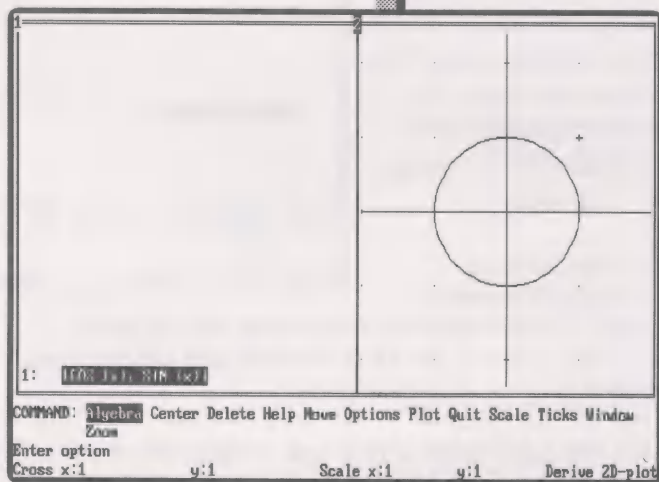 1 2
1: [COS (x), SIN (x)]
COMMAND: Algebra Center Delete Help Move Options Plot Quit Scale Ticks Window
Zoom
Enter option
Cross x:1 y:1 Scale x:1 y:1 Derive 2D-plot